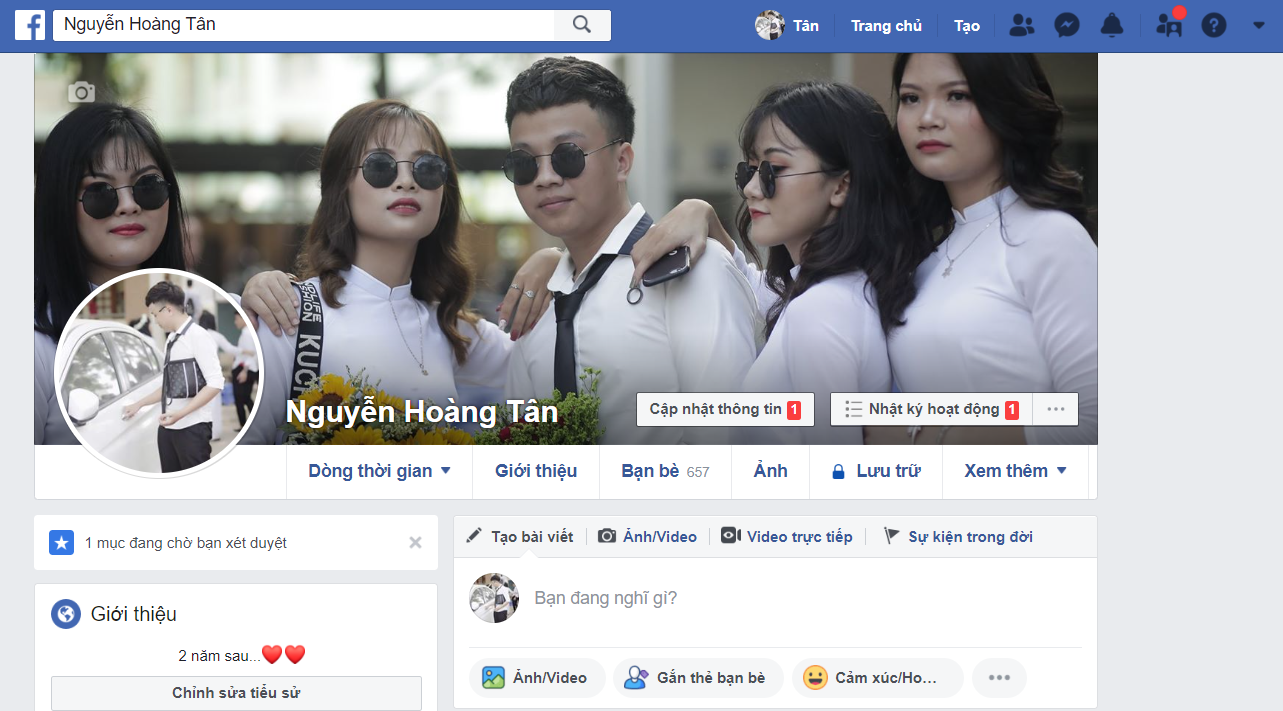 Nguyễn Hoàng Tân
Tân Trang chủ Tạo
KUCH
Nguyễn Hoàng Tân
Cập nhật thông tin 1
Nhật ký hoạt động 1
Dòng thời gian Giới thiệu Bạn bè 657 Ảnh Lưu trữ Xem thêm
1 mục đang chờ bạn xét duyệt
Giới thiệu
2 năm sau...❤️❤️
Chỉnh sửa tiểu sử
Tạo bài viết Ảnh/Video Video trực tiếp Sự kiện trong đời
Bạn đang nghĩ gì?
Ảnh/Video Gắn thẻ bạn bè Cảm xúc/Ho...